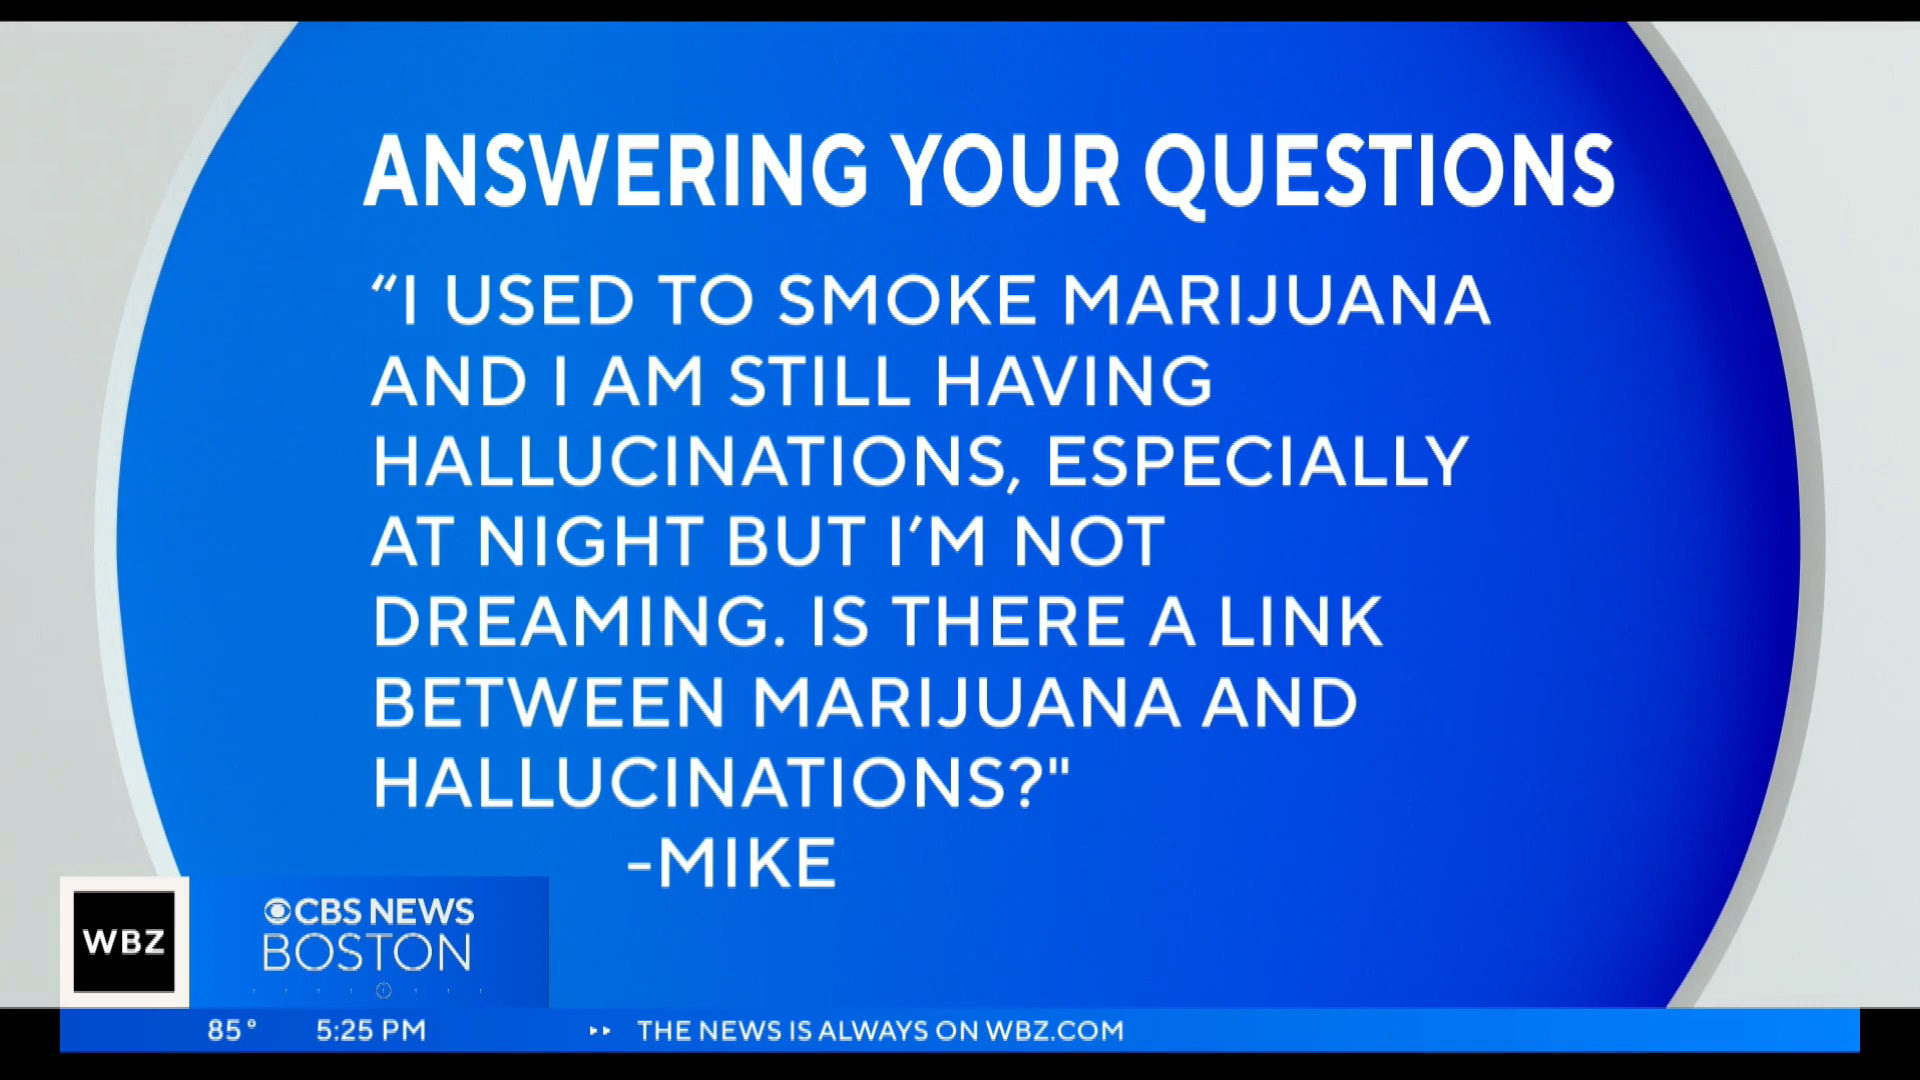 ANSWERING YOUR QUESTIONS
“I USED TO SMOKE MARIJUANA
AND I AM STILL HAVING
HALLUCINATIONS, ESPECIALLY
AT NIGHT BUT I’M NOT
DREAMING. IS THERE A LINK
BETWEEN MARIJUANA AND
HALLUCINATIONS?"
-MIKE
WBZ
CBS NEWS
BOSTON
85° 5:25 PM THE NEWS IS ALWAYS ON WBZ.COM